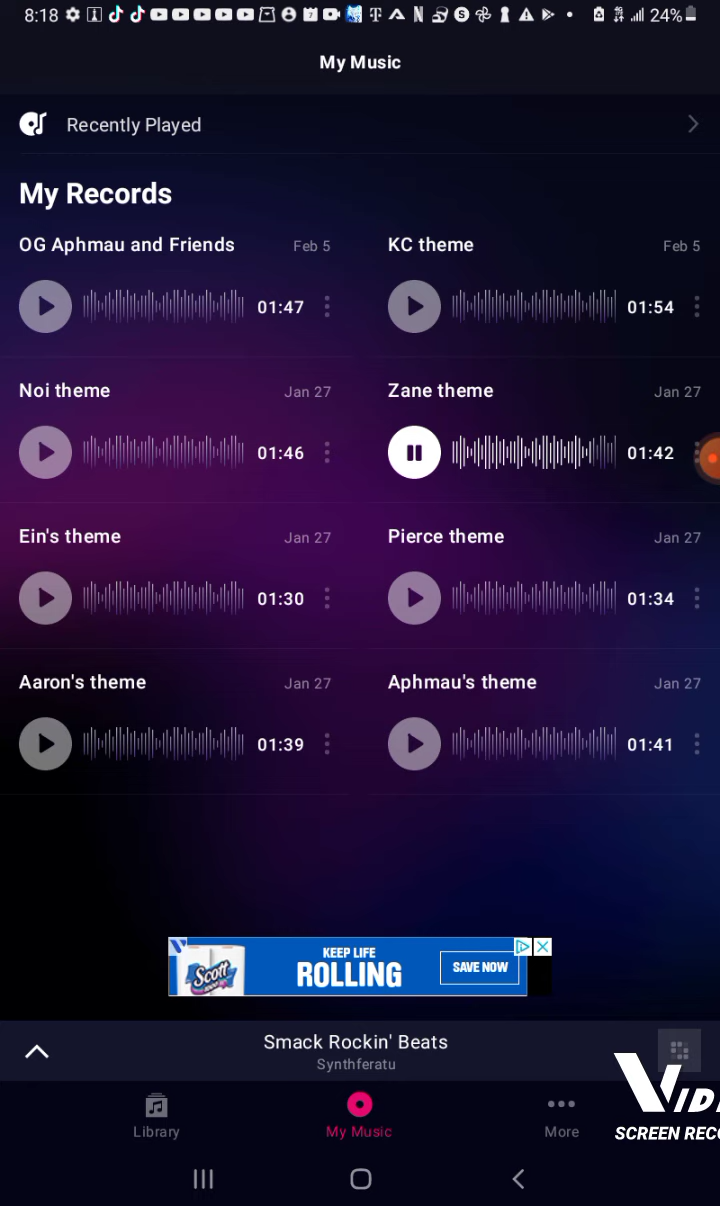 8:18 24%
My Music
Recently Played
My Records
OG Aphmau and Friends Feb 5
01:47
KC theme Feb 5
01:54
Noi theme Jan 27
01:46
Zane theme Jan 27
01:42
Ein's theme Jan 27
01:30
Pierce theme Jan 27
01:34
Aaron's theme Jan 27
01:39
Aphmau's theme Jan 27
01:41
Scott
1000
KEEP LIFE
ROLLING
SAVE NOW
Smack Rockin' Beats
Synthferatu
Library
My Music
More
VID
SCREEN REC